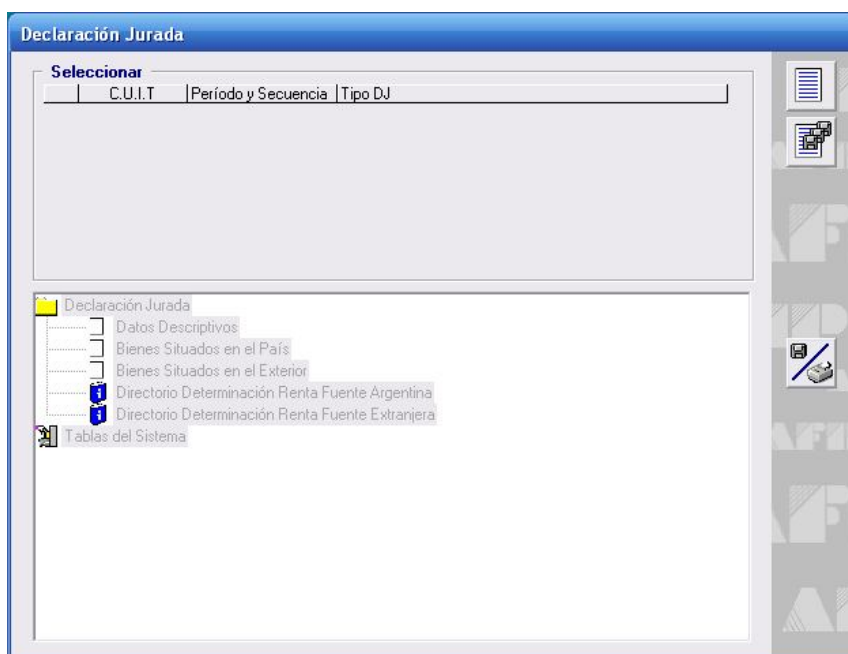 Declaración Jurada
Seleccionar
C.U.I.T Período y Secuencia Tipo DJ
Declaración Jurada
Datos Descriptivos
Bienes Situados en el País
Bienes Situados en el Exterior
Directorio Determinación Renta Fuente Argentina
Directorio Determinación Renta Fuente Extranjera
Tablas del Sistema